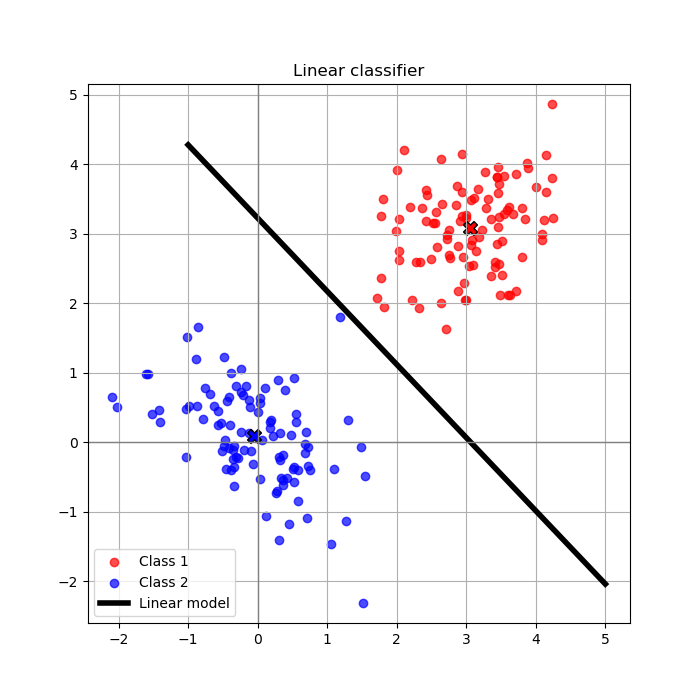 Linear classifier
5
4
3
2
1
0
−1
−2
Class 1
Class 2
Linear model
−2 −1 0 1 2 3 4 5